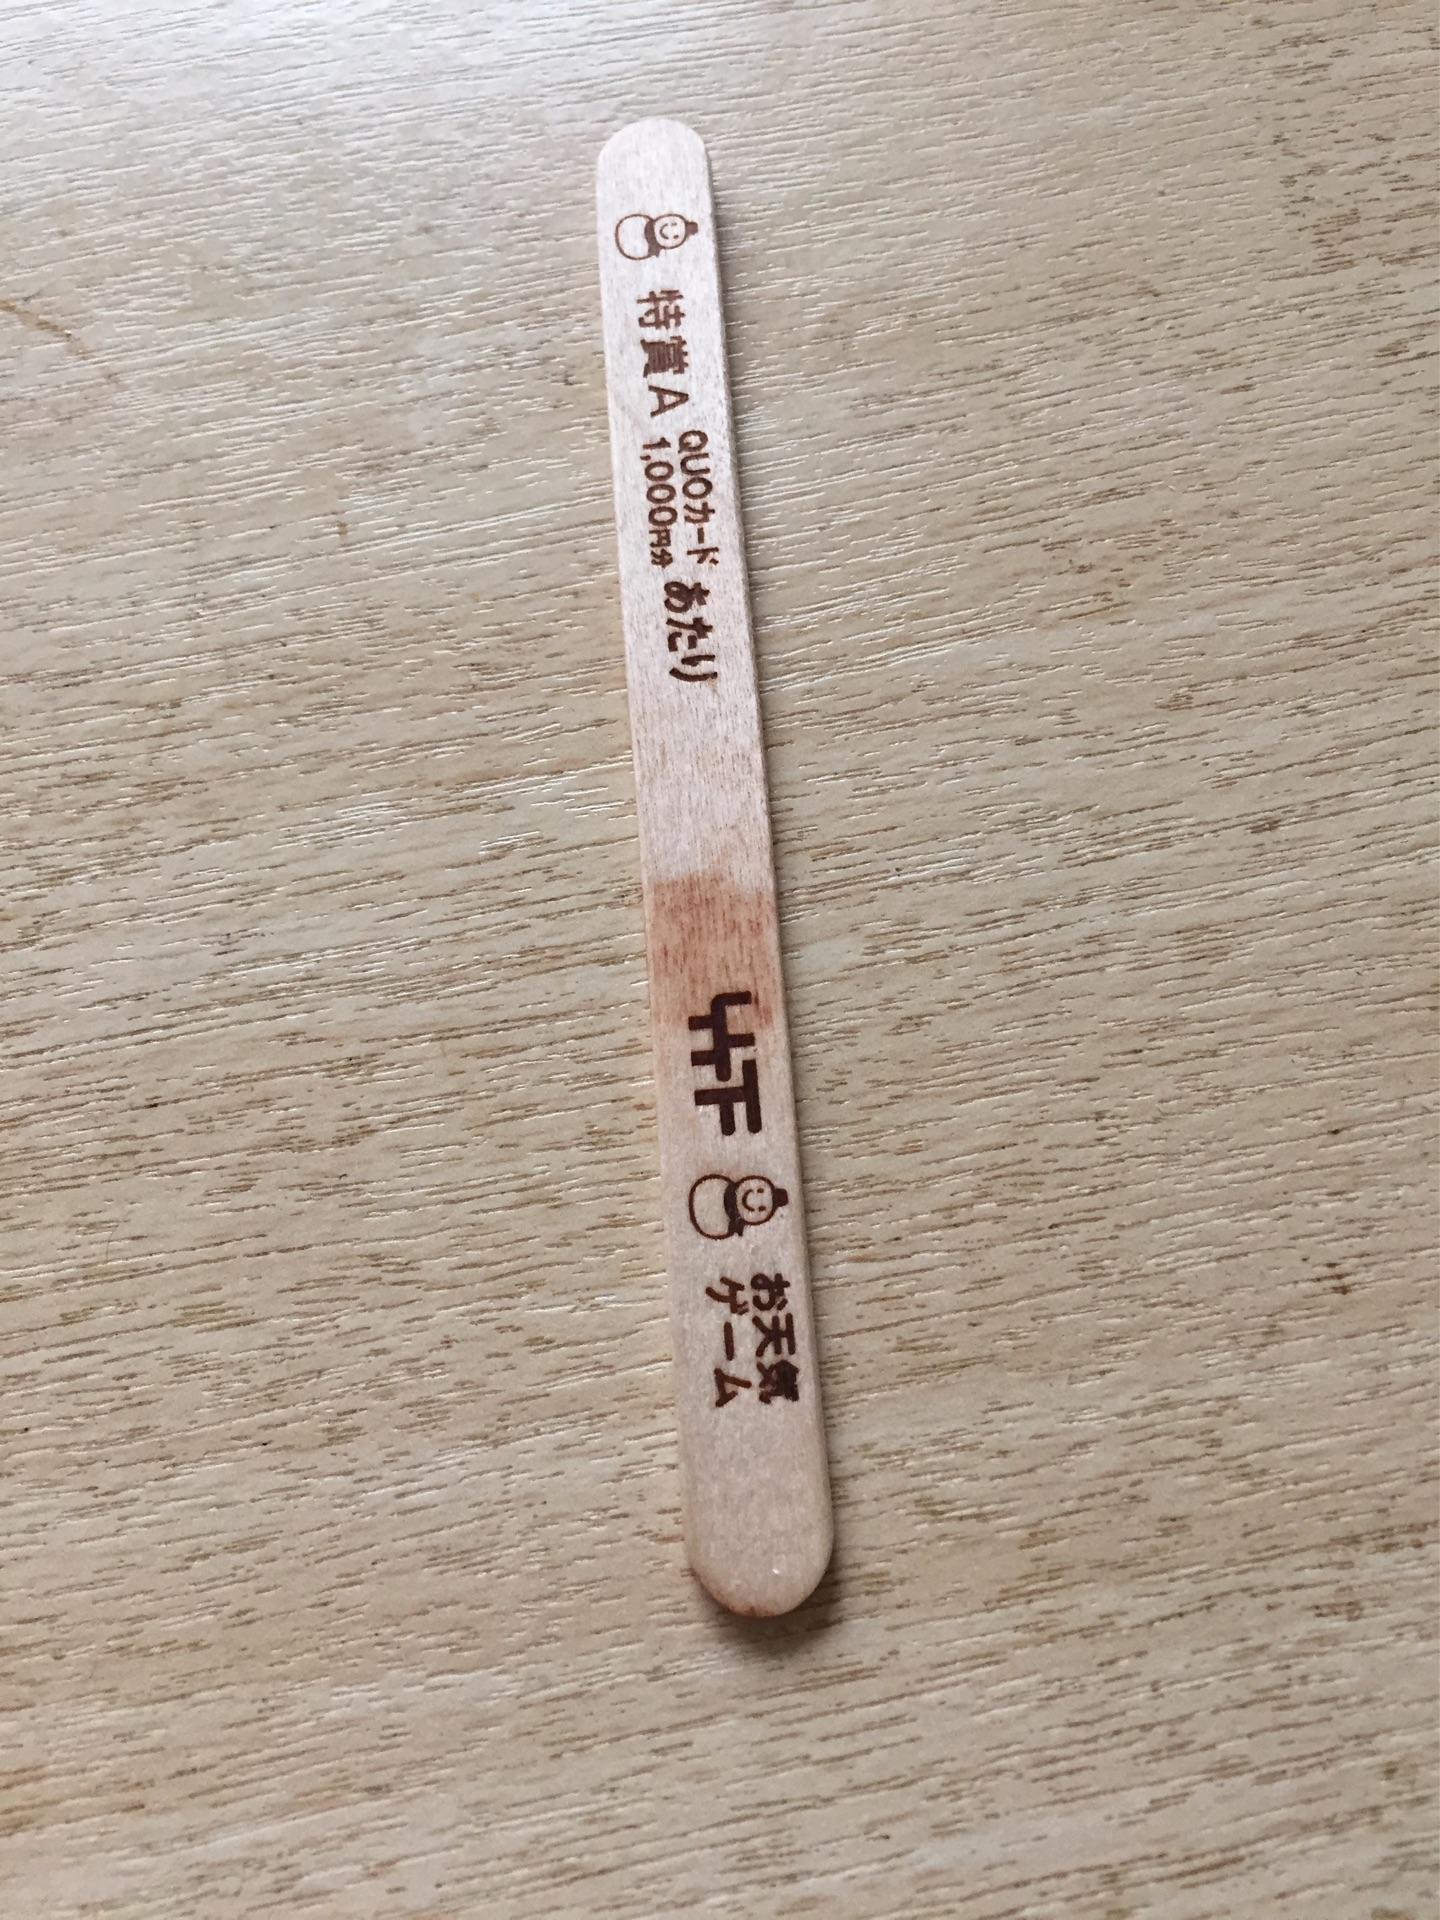 特賞A
QUOカード
1,000円分
あたり
お天気
ゲーム